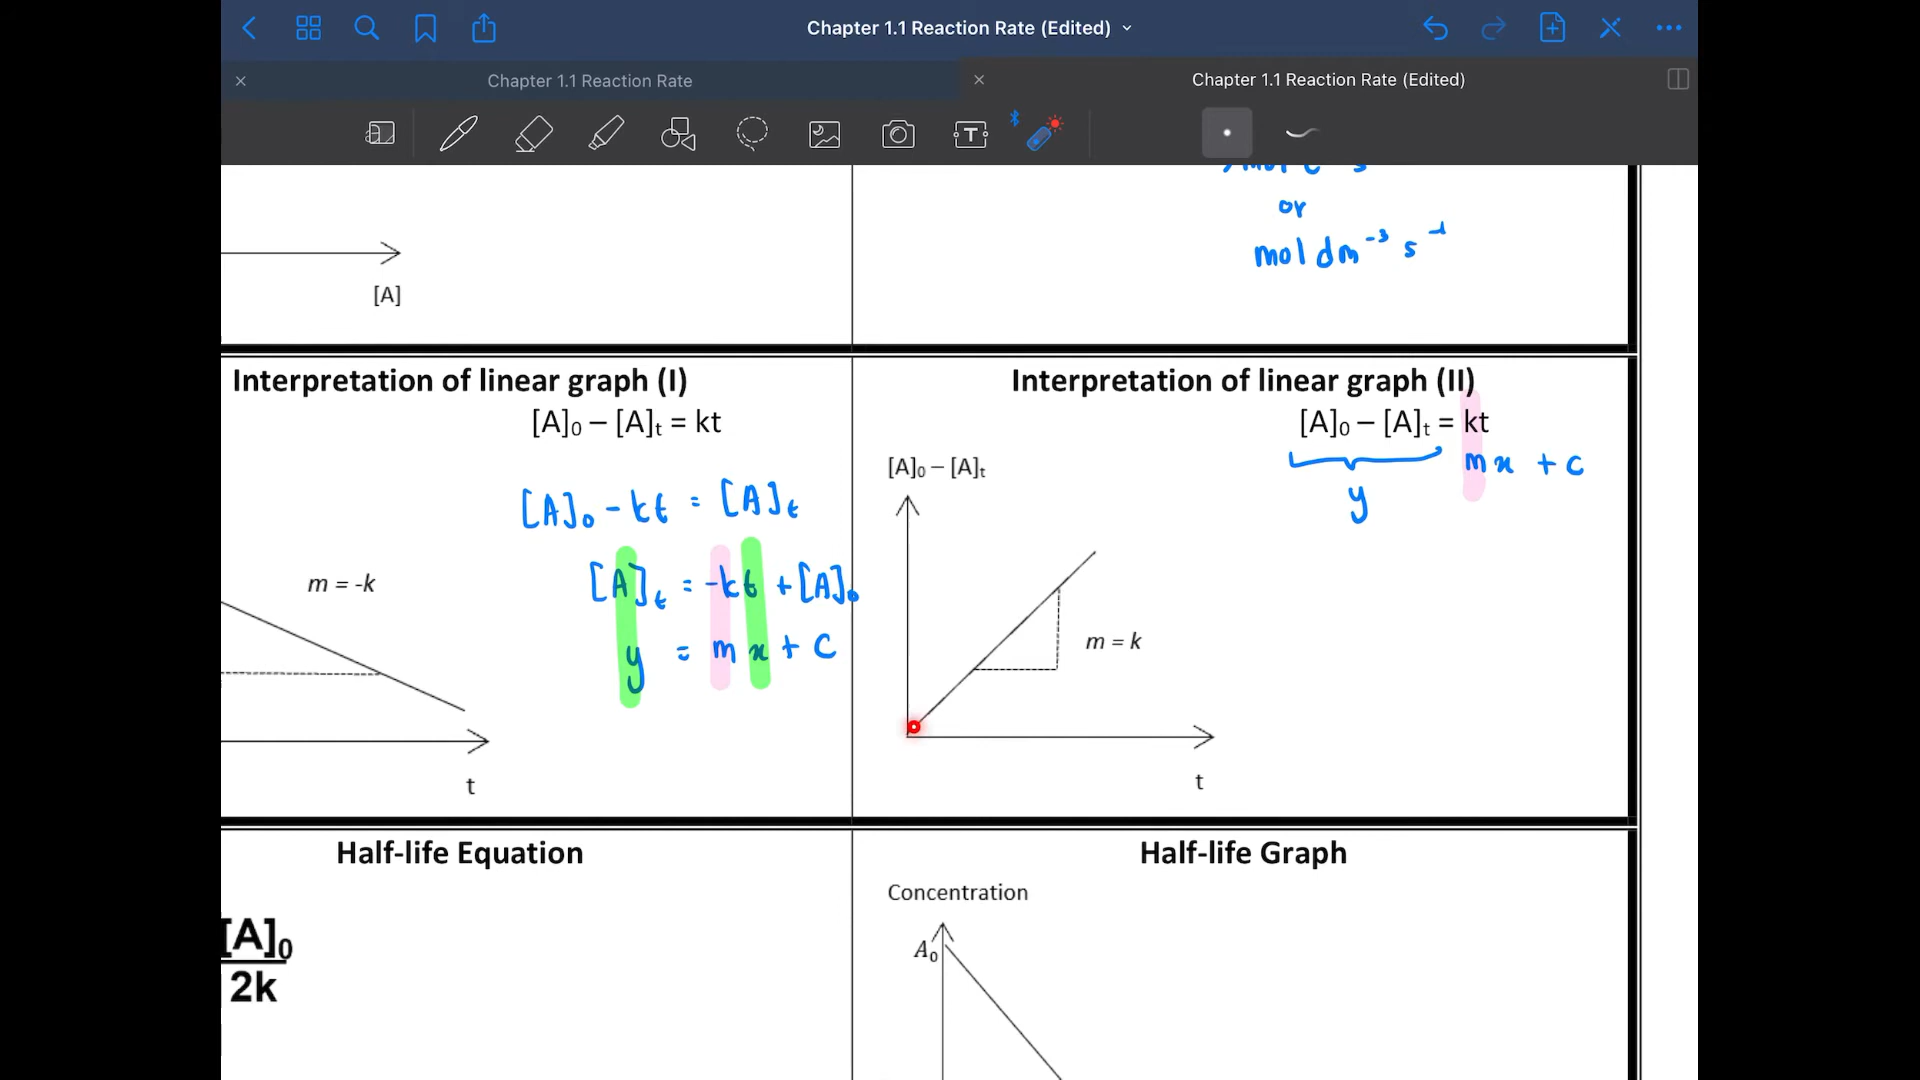 Chapter 1.1 Reaction Rate (Edited)
Chapter 1.1 Reaction Rate
Chapter 1.1 Reaction Rate (Edited)
or
mol dm⁻³ s⁻¹
[A]
Interpretation of linear graph (I)
[A]₀ – [A]ₜ = kt
[A]₀ - kt = [A]ₜ
[A]ₜ = -kt + [A]₀
y = mx + c
m = -k
t
Interpretation of linear graph (II)
[A]₀ – [A]ₜ = kt
mx + c
y
[A]₀ – [A]ₜ
m = k
t
Half-life Equation
[A]₀
2k
Half-life Graph
Concentration
A₀